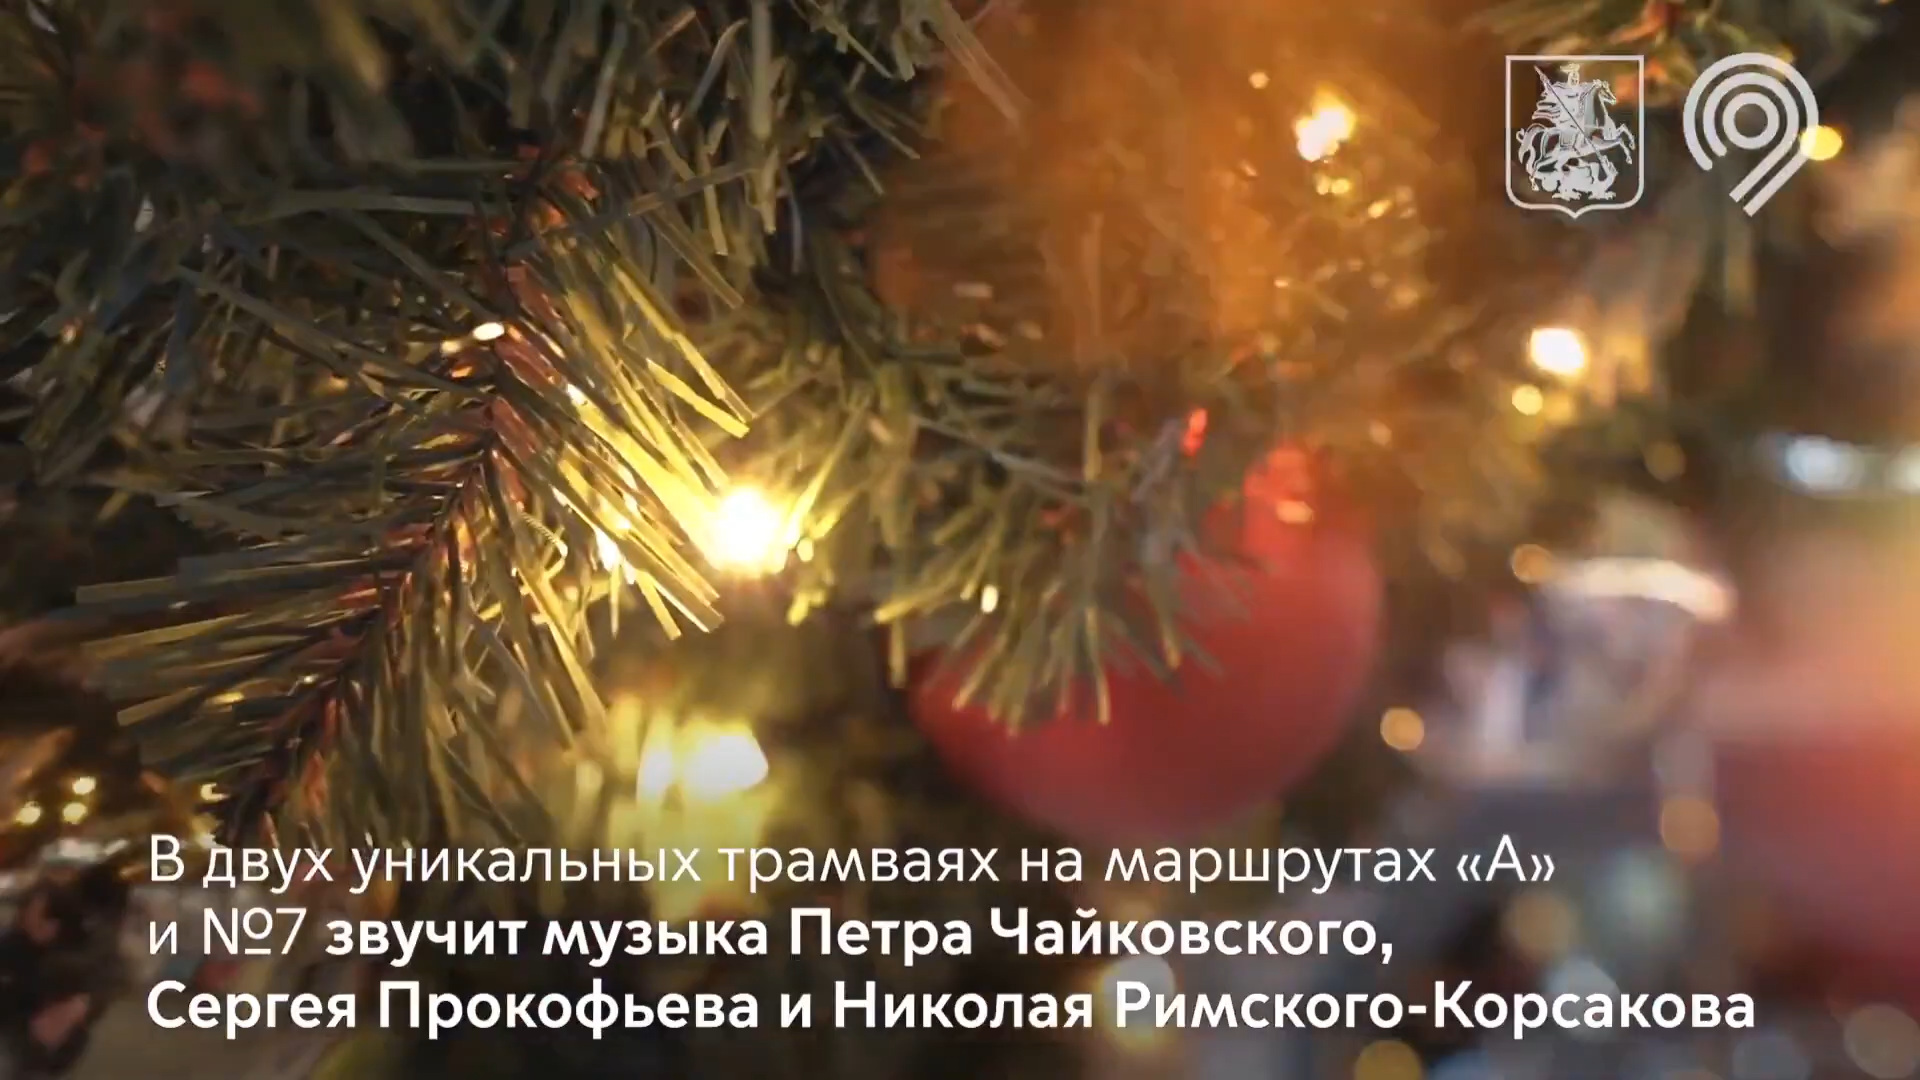 В двух уникальных трамваях на маршрутах «А»
и №7 звучит музыка Петра Чайковского,
Сергея Прокофьева и Николая Римского-Корсакова